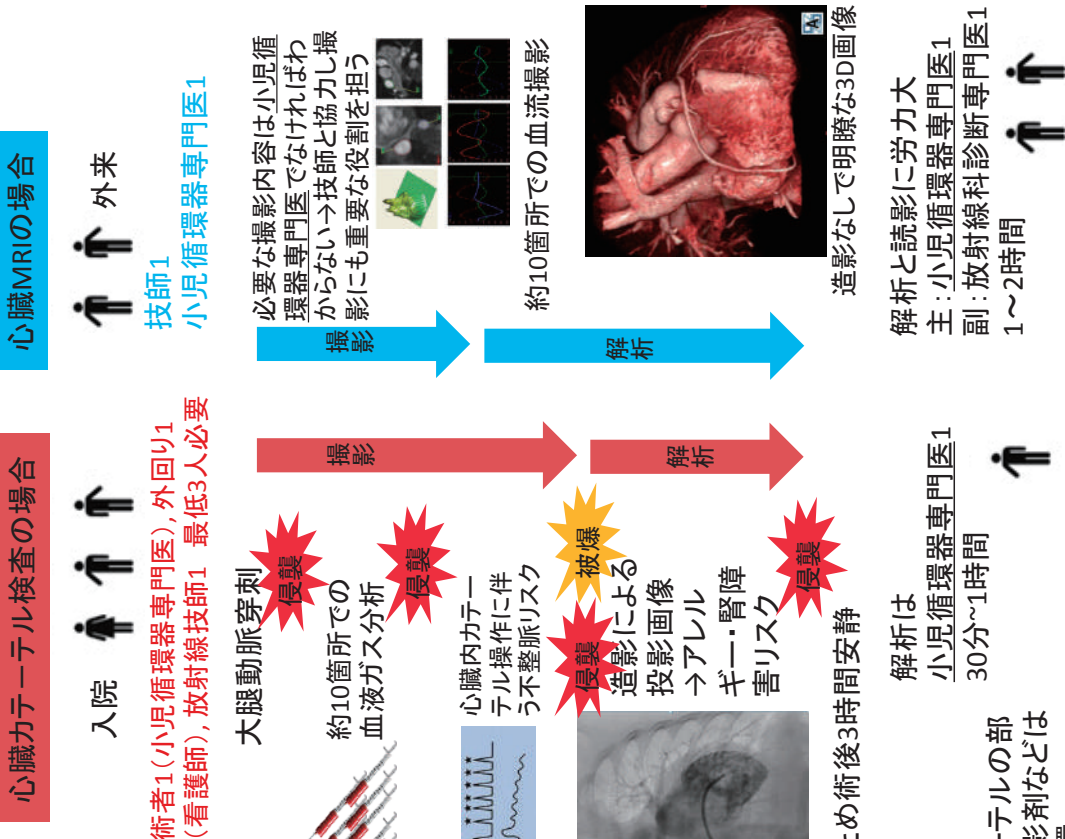 心臓カテーテル検査の場合
入院
術者1(小児循環器専門医),外回り1
(看護師),放射線技師1 最低3人必要
大腿動脈穿刺
侵襲
約10箇所での
血液ガス分析
侵襲
心臓内カテー
テル操作に伴
う不整脈リスク
侵襲
被爆
造影による
投影画像
→アレル
ギー・腎障
害リスク
侵襲
ため術後3時間安静
撮影
解析
解析は
小児循環器専門医1
30分~1時間
ーテルの部
影剤などは
心臓MRIの場合
外来
技師1
小児循環器専門医1
必要な撮影内容は小児循
環器専門医でなければわ
からない→技師と協力し撮
影にも重要な役割を担う
撮影
約10箇所での血流撮影
解析
A
造影なしで明瞭な3D画像
解析と読影に労力大
主:小児循環器専門医1
副:放射線科診断専門医1
1〜2時間